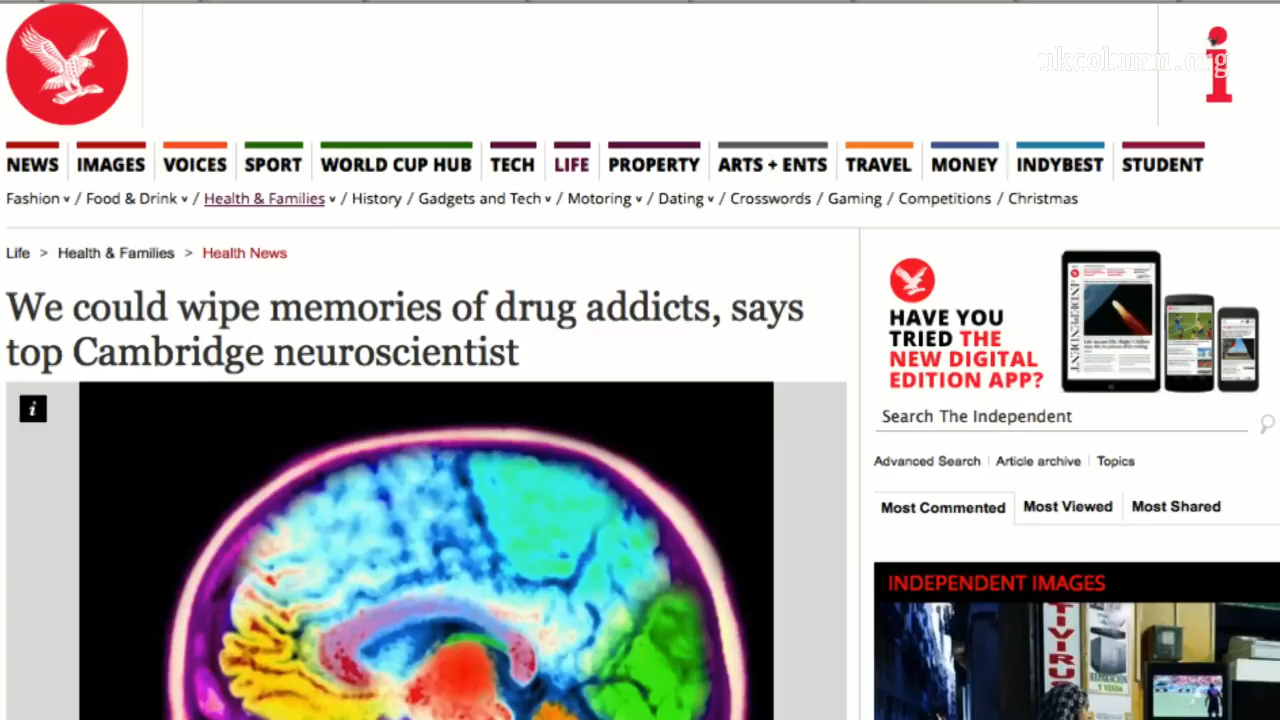 ukcolumn.org
i
NEWS IMAGES VOICES SPORT WORLD CUP HUB TECH LIFE PROPERTY ARTS + ENTS TRAVEL MONEY INDYBEST STUDENT
Fashion / Food & Drink / Health & Families / History / Gadgets and Tech / Motoring / Dating / Crosswords / Gaming / Competitions / Christmas
Life > Health & Families > Health News
We could wipe memories of drug addicts, says
top Cambridge neuroscientist
i
HAVE YOU
TRIED THE
NEW DIGITAL
EDITION APP?
Search The Independent
Advanced Search | Article archive | Topics
Most Commented Most Viewed Most Shared
INDEPENDENT IMAGES
TIVIRUS
Y VENDA